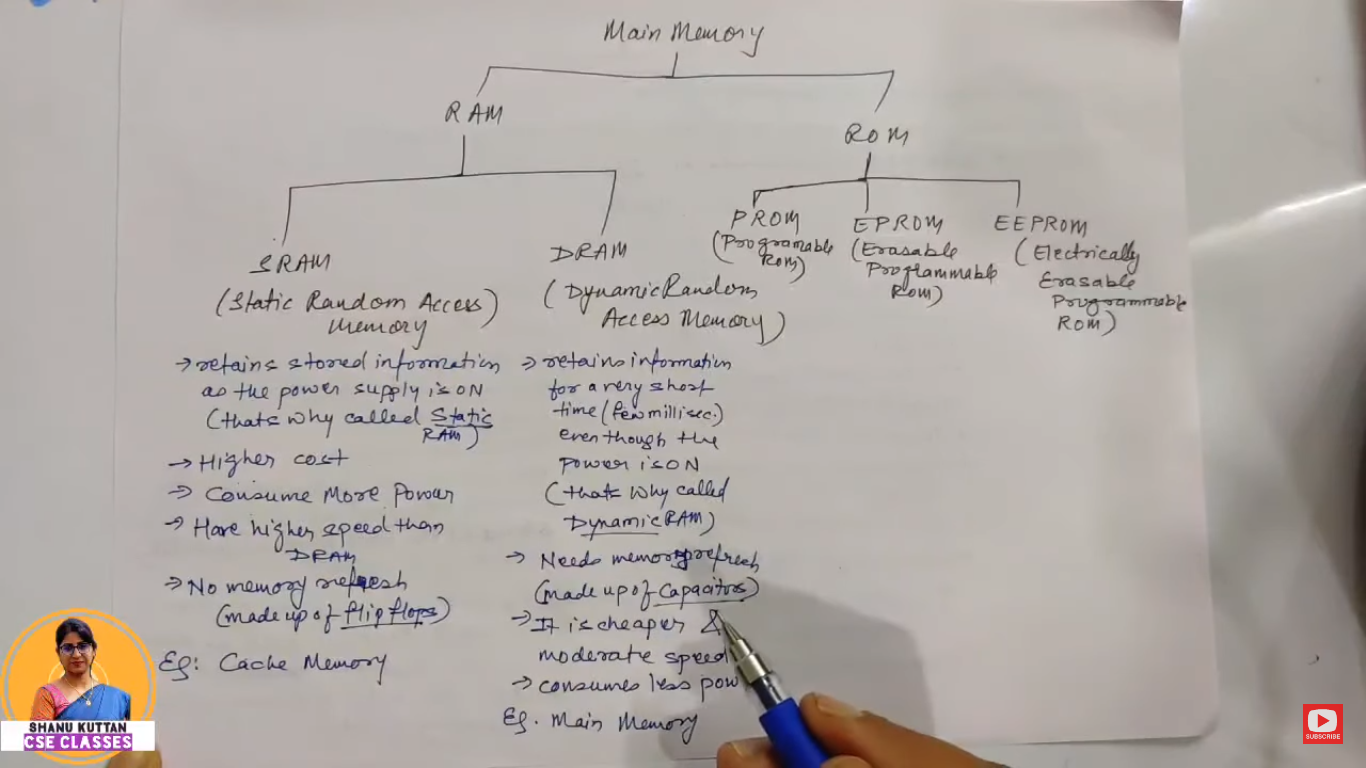 Main Memory
RAM
ROM
SRAM
(Static Random Access
Memory)
→ retains stored information
as the power supply is ON
(thats why called Static
RAM)
→ Higher cost
→ Consume More Power
→ Have higher speed than
DRAM
→ No memory refresh
(made up of flip flops)
Eg: Cache Memory
DRAM
(Dynamic Random
Access Memory)
→ retains information
for a very short
time (few millisec.)
even though the
power is ON
(thats why called
Dynamic RAM)
→ Needs memory refresh
(made up of Capacitors)
→ It is cheaper &
moderate speed
→ consumes less pow
Eg. Main Memory
PROM
(Programable
ROM)
EPROM
(Erasable
Programmable
ROM)
EEPROM
(Electrically
Erasable
Programmable
ROM)
SHANU KUTTAN
CSE CLASSES
SUBSCRIBE